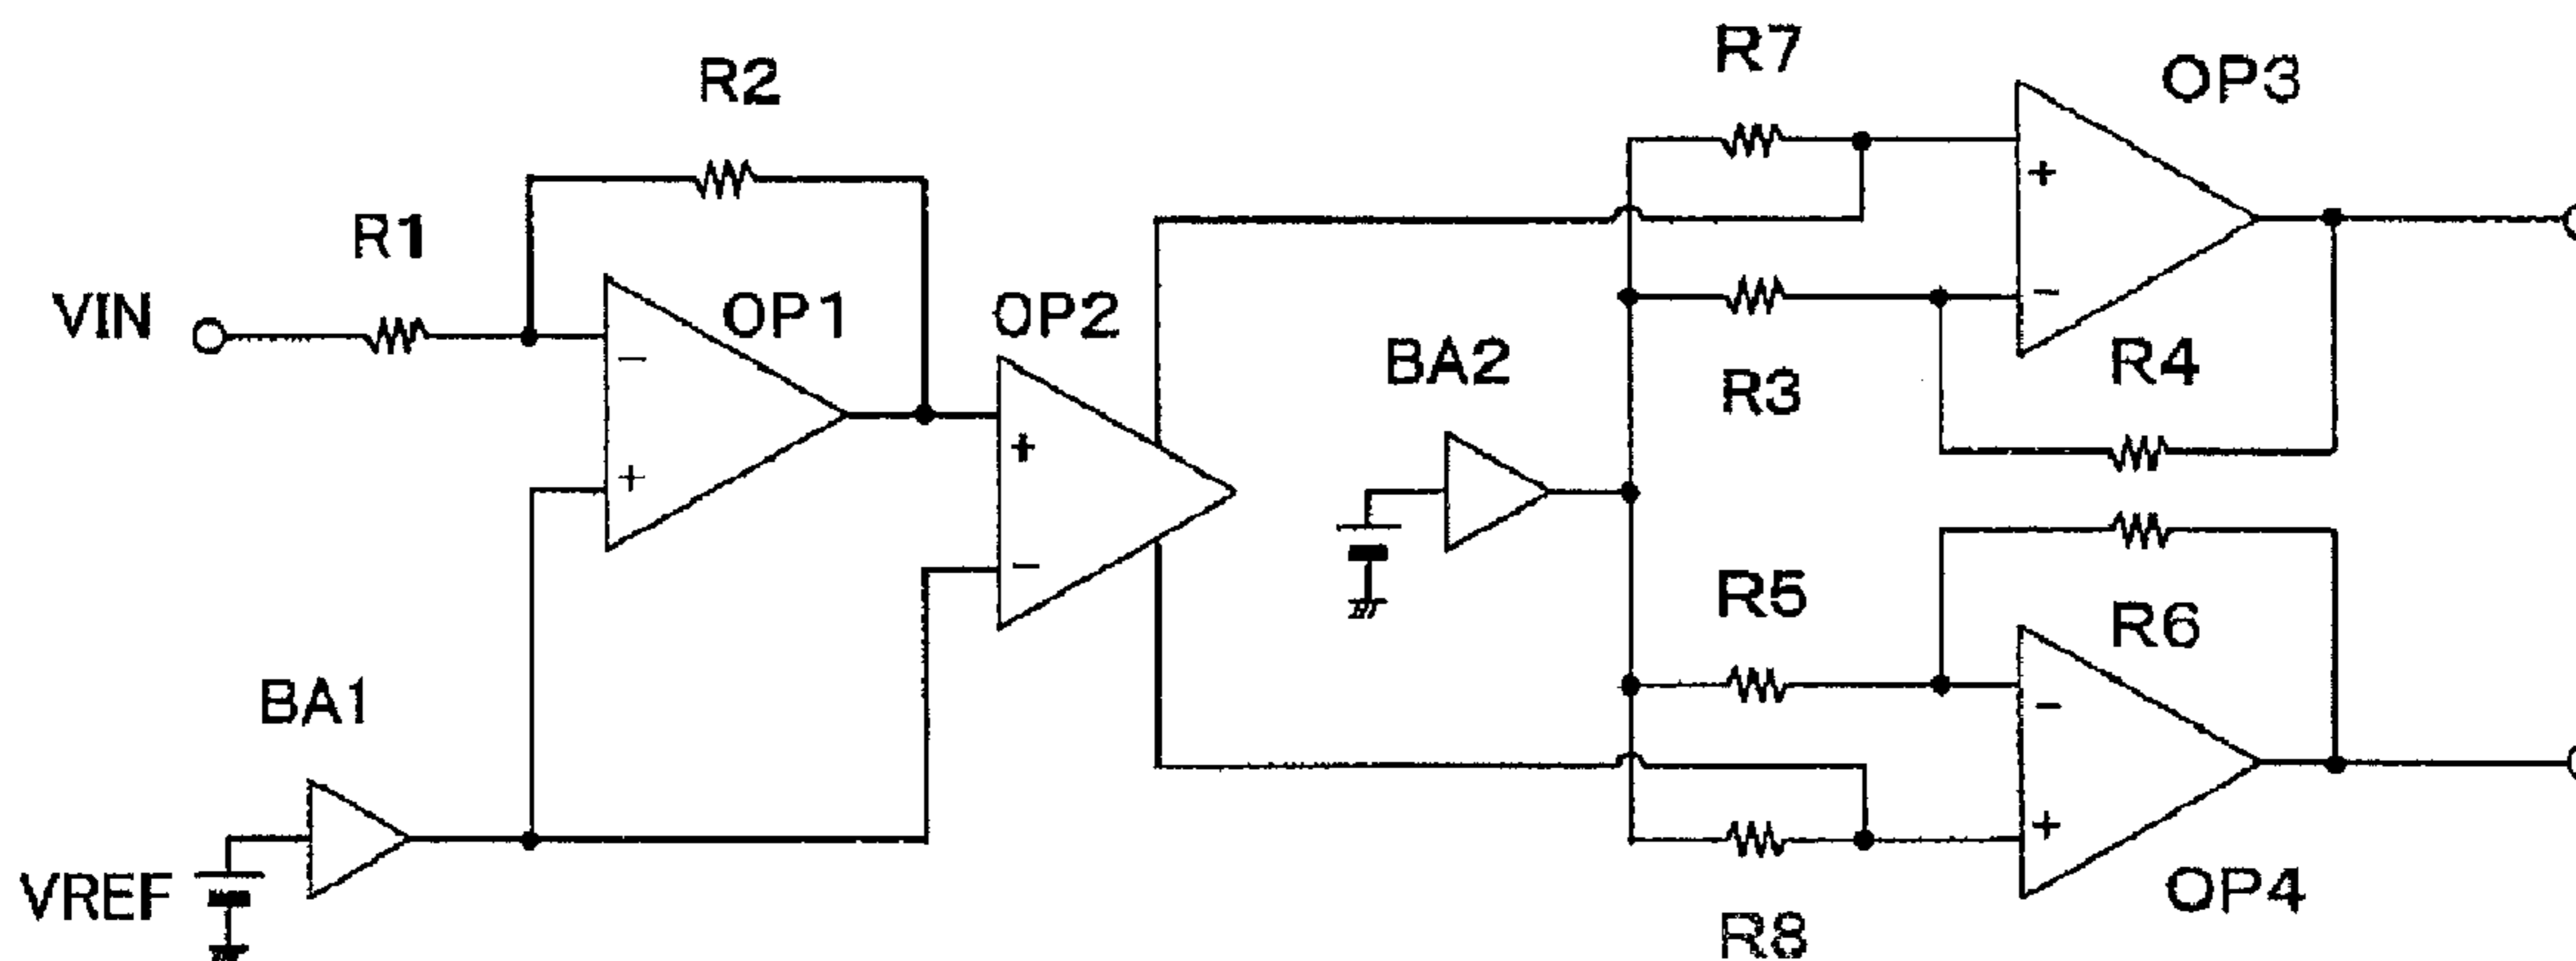 R7
OP3
R2
R1
VIN
OP1
OP2
+
-
BA2
R3
R4
-
+
+
-
R5
R6
BA1
-
+
VREF
OP4
R8